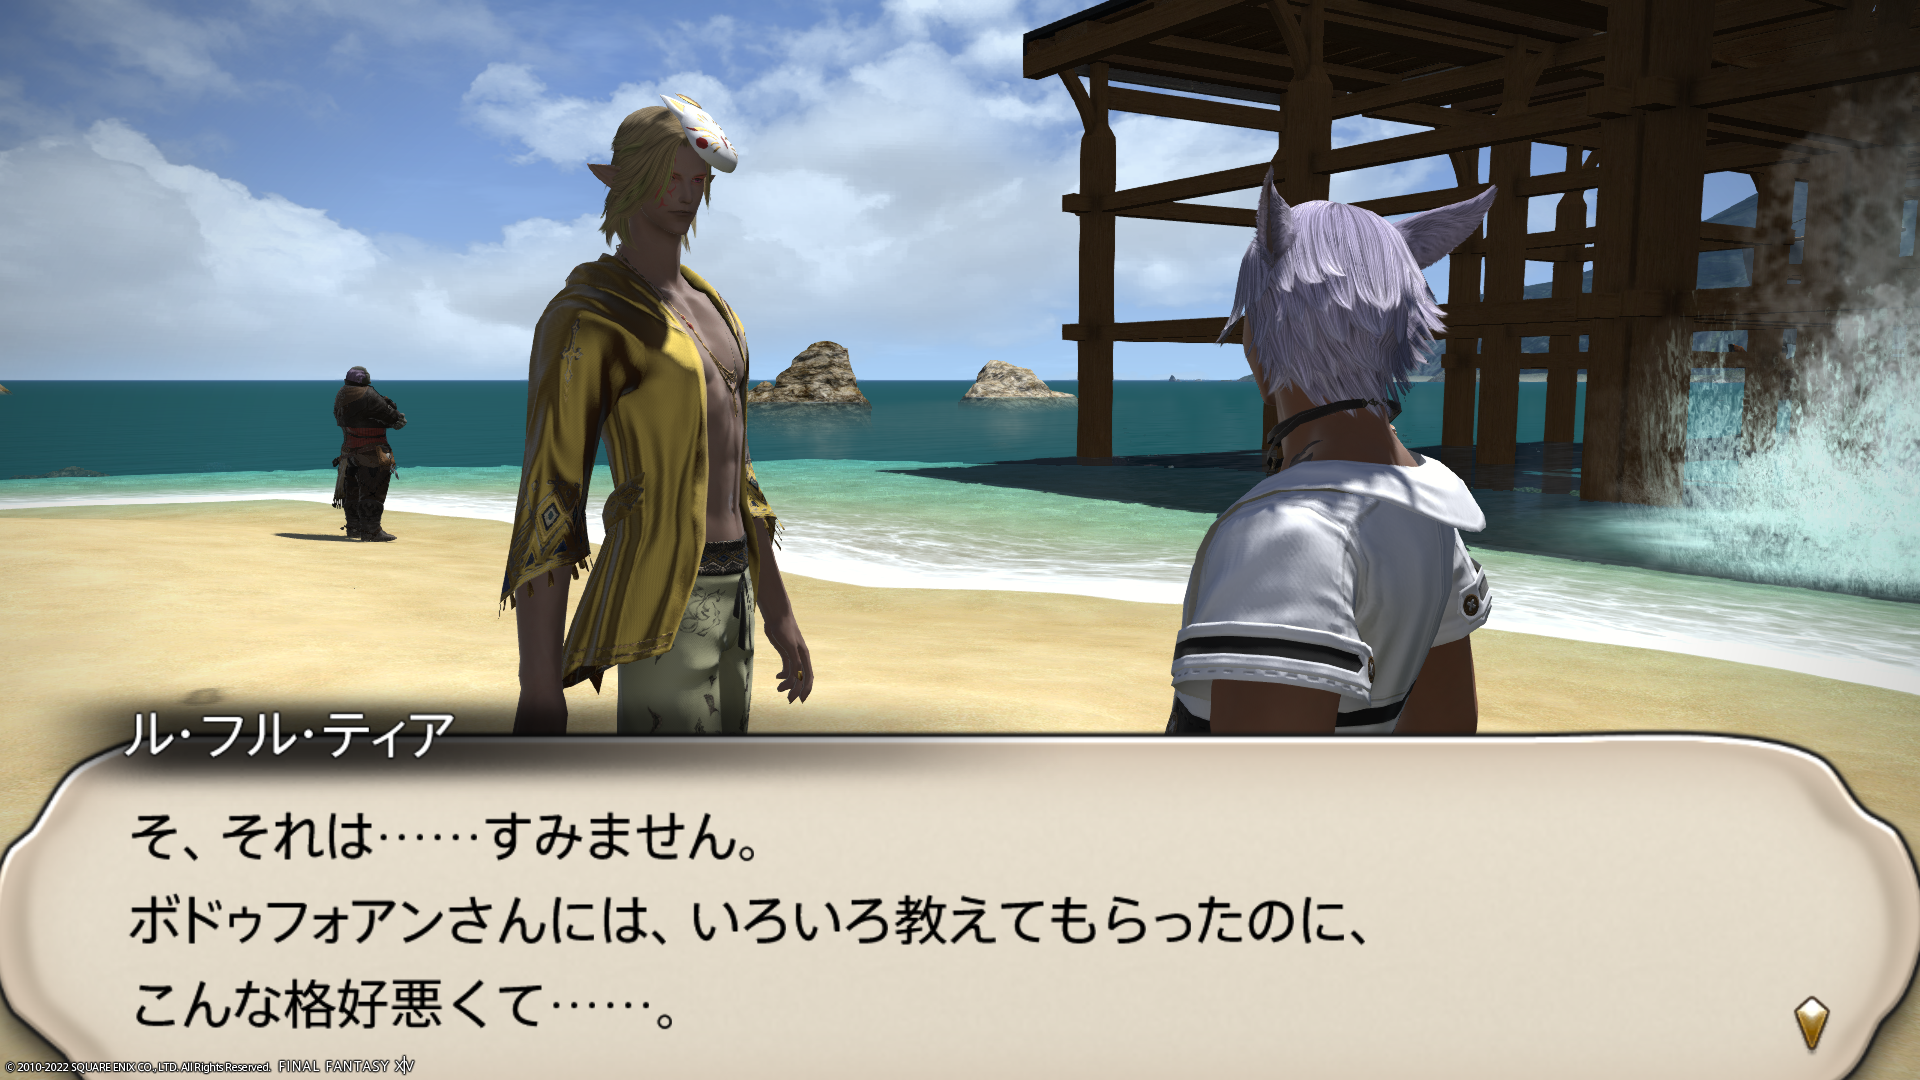 ル・フル・ティア
そ、それは……すみません。
ボドゥフォアンさんには、いろいろ教えてもらったのに、
こんな格好悪くて……。
© 2010-2022 SQUARE ENIX CO., LTD. All Rights Reserved. FINAL FANTASY XIV